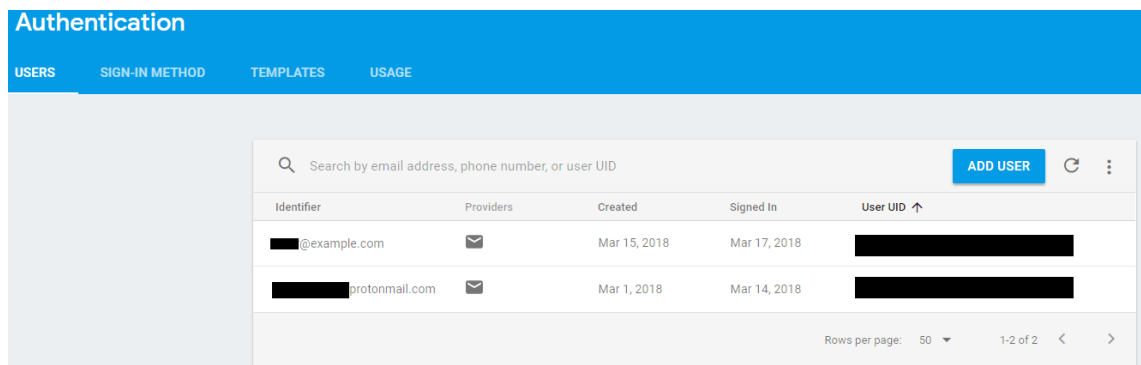 Authentication
USERS SIGN-IN METHOD TEMPLATES USAGE
Search by email address, phone number, or user UID ADD USER
Identifier Providers Created Signed In User UID
@example.com Mar 15, 2018 Mar 17, 2018
protonmail.com Mar 1, 2018 Mar 14, 2018
Rows per page: 50 1-2 of 2